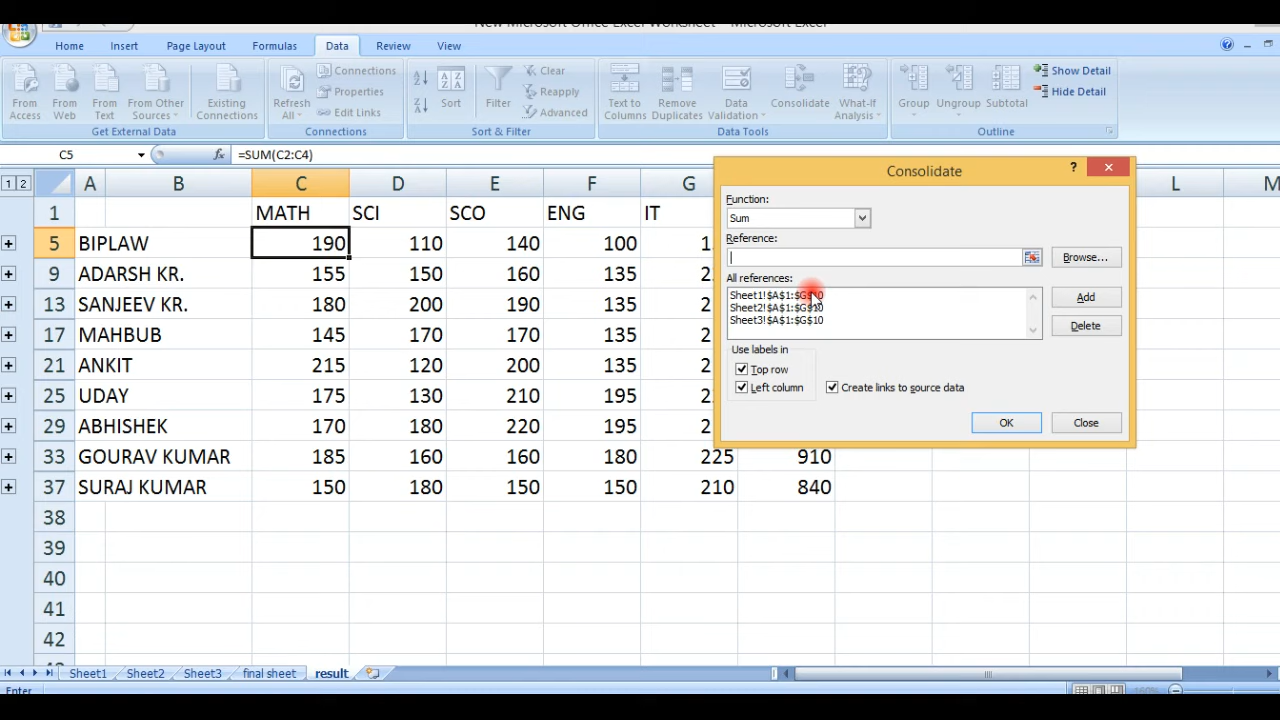 New Microsoft Office Excel Worksheet - Microsoft Excel
Home Insert Page Layout Formulas Data Review View
From Access
From Web
From Text
From Other Sources
Existing Connections
Get External Data
Refresh All
Connections
Properties
Edit Links
Connections
Sort
Filter
Clear
Reapply
Advanced
Sort & Filter
Text to Columns
Remove Duplicates
Data Validation
Consolidate
What-If Analysis
Data Tools
Group
Ungroup
Subtotal
Show Detail
Hide Detail
Outline
C5 fx =SUM(C2:C4)
1 2 A B C D E F G L M
1 MATH SCI SCO ENG IT
5 BIPLAW 190 110 140 100
9 ADARSH KR. 155 150 160 135
13 SANJEEV KR. 180 200 190 135
17 MAHBUB 145 170 170 135
21 ANKIT 215 120 200 135
25 UDAY 175 130 210 195
29 ABHISHEK 170 180 220 195
33 GOURAV KUMAR 185 160 160 180 225 910
37 SURAJ KUMAR 150 180 150 150 210 840
38
39
40
41
42
Consolidate
?
Function:
Sum
Reference:
Browse...
All references:
Sheet1!$A$1:$G$10
Sheet2!$A$1:$G$10
Sheet3!$A$1:$G$10
Add
Delete
Use labels in
Top row
Left column
Create links to source data
OK Close
Sheet1 Sheet2 Sheet3 final sheet result
Enter
160%